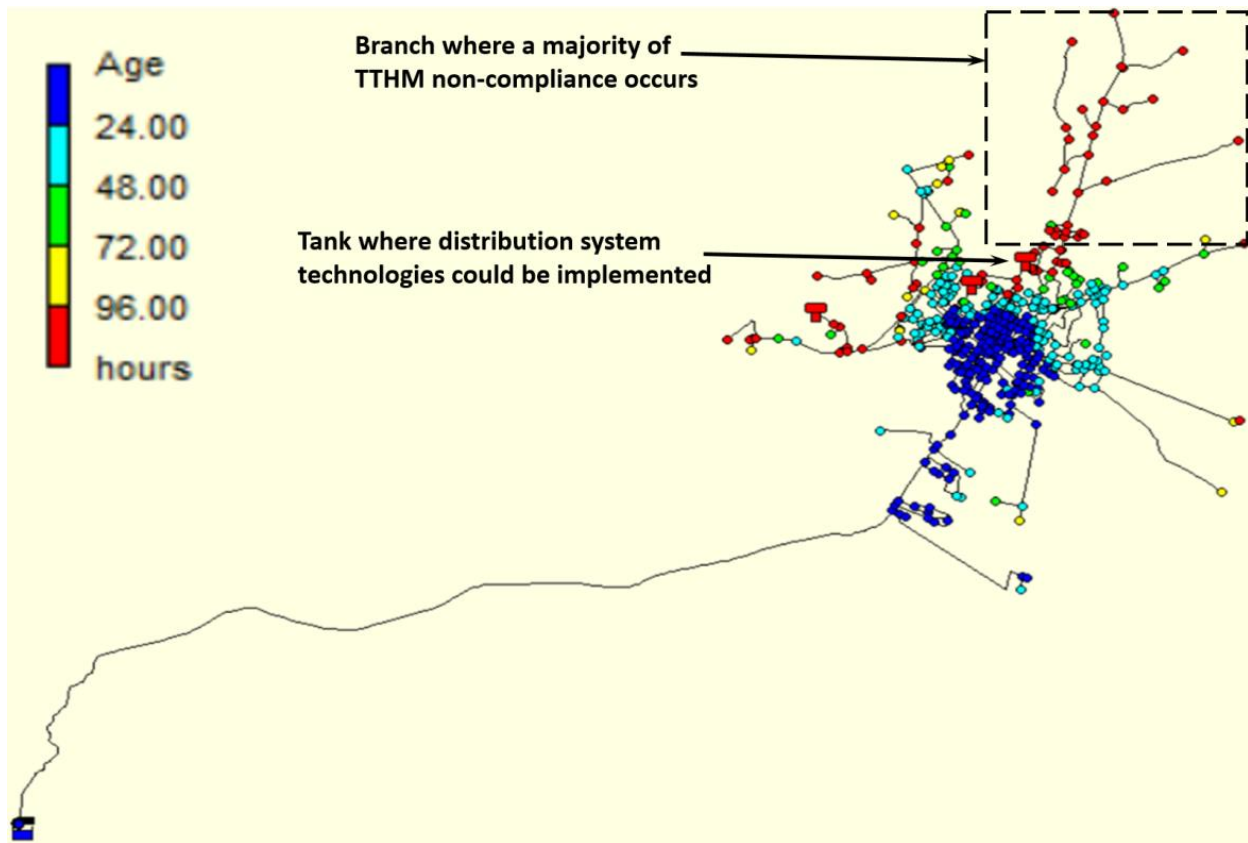 Age
24.00
48.00
72.00
96.00
hours
Branch where a majority of
TTHM non-compliance occurs
Tank where distribution system
technologies could be implemented